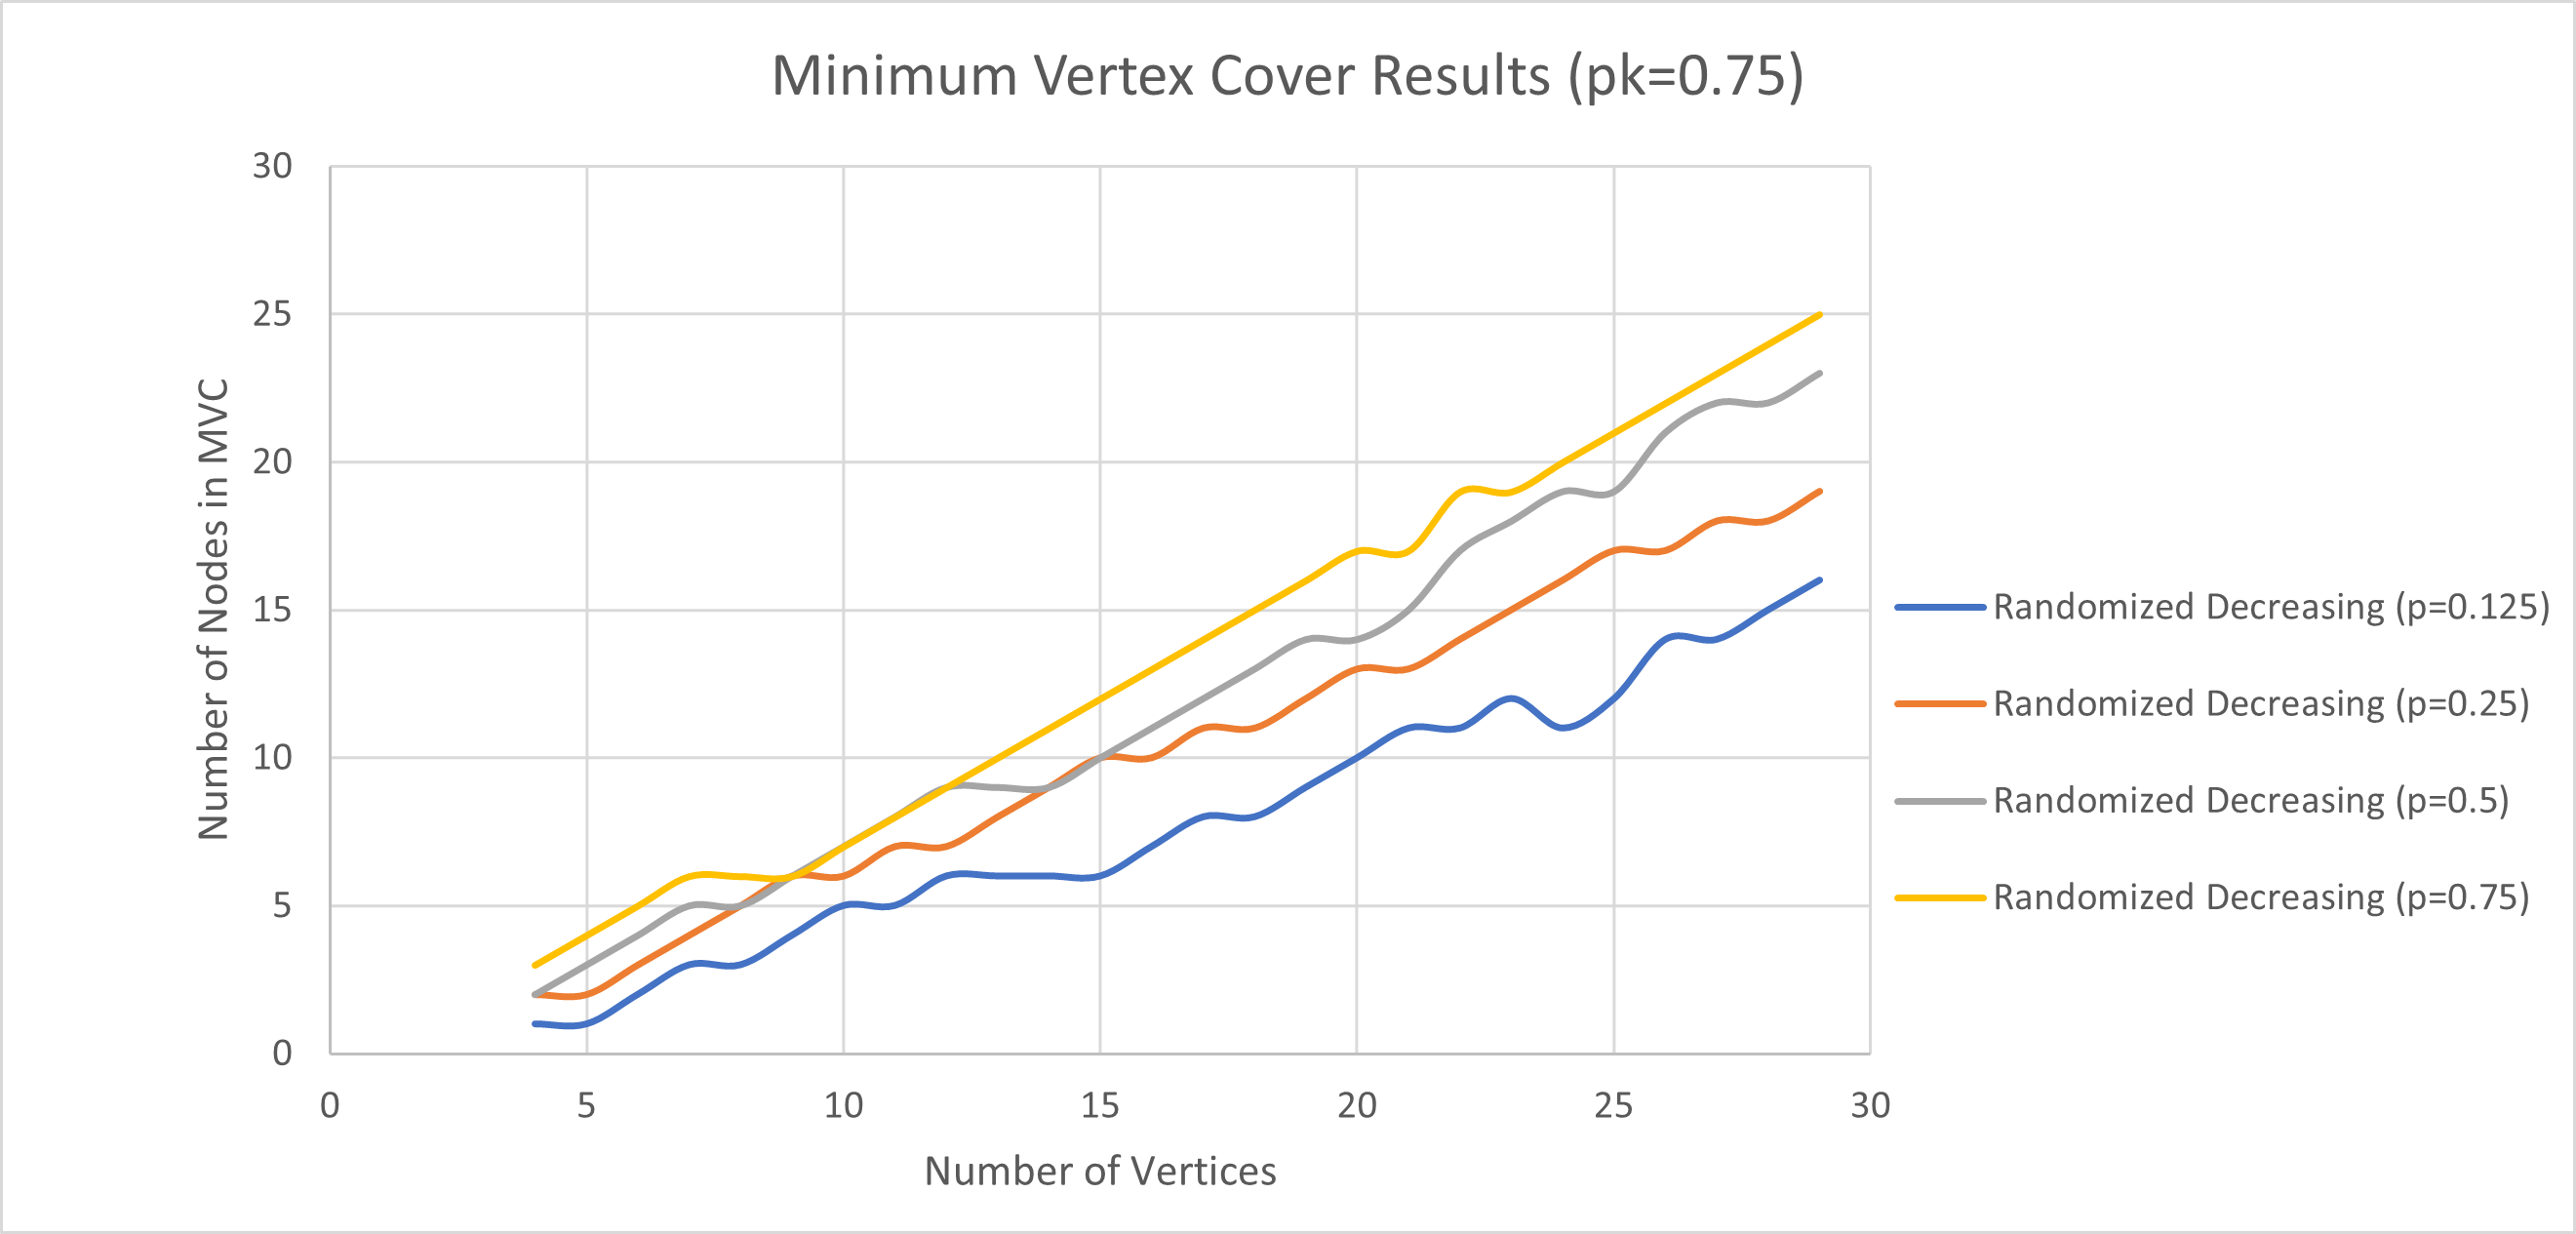 Minimum Vertex Cover Results (pk=0.75)
Number of Nodes in MVC
30
25
20
15
10
5
0
0 5 10 15 20 25 30
Number of Vertices
Randomized Decreasing (p=0.125)
Randomized Decreasing (p=0.25)
Randomized Decreasing (p=0.5)
Randomized Decreasing (p=0.75)